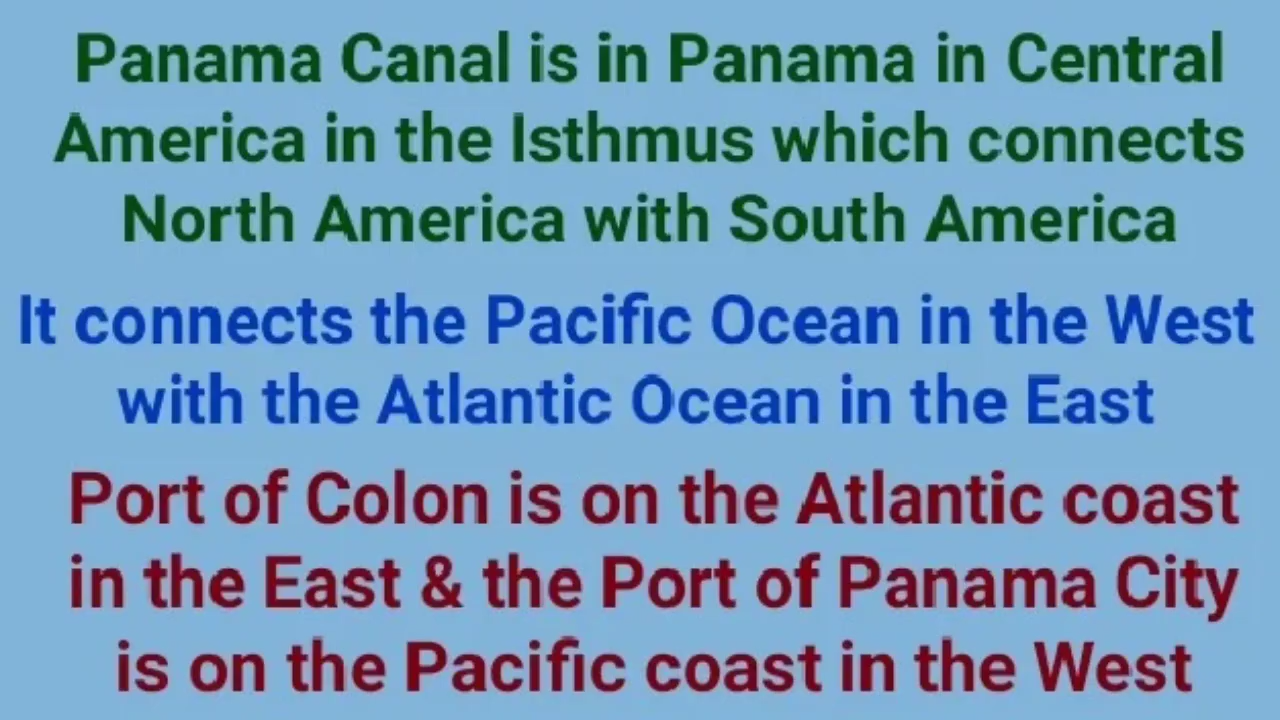 Panama Canal is in Panama in Central
America in the Isthmus which connects
North America with South America
It connects the Pacific Ocean in the West
with the Atlantic Ocean in the East
Port of Colon is on the Atlantic coast
in the East & the Port of Panama City
is on the Pacific coast in the West